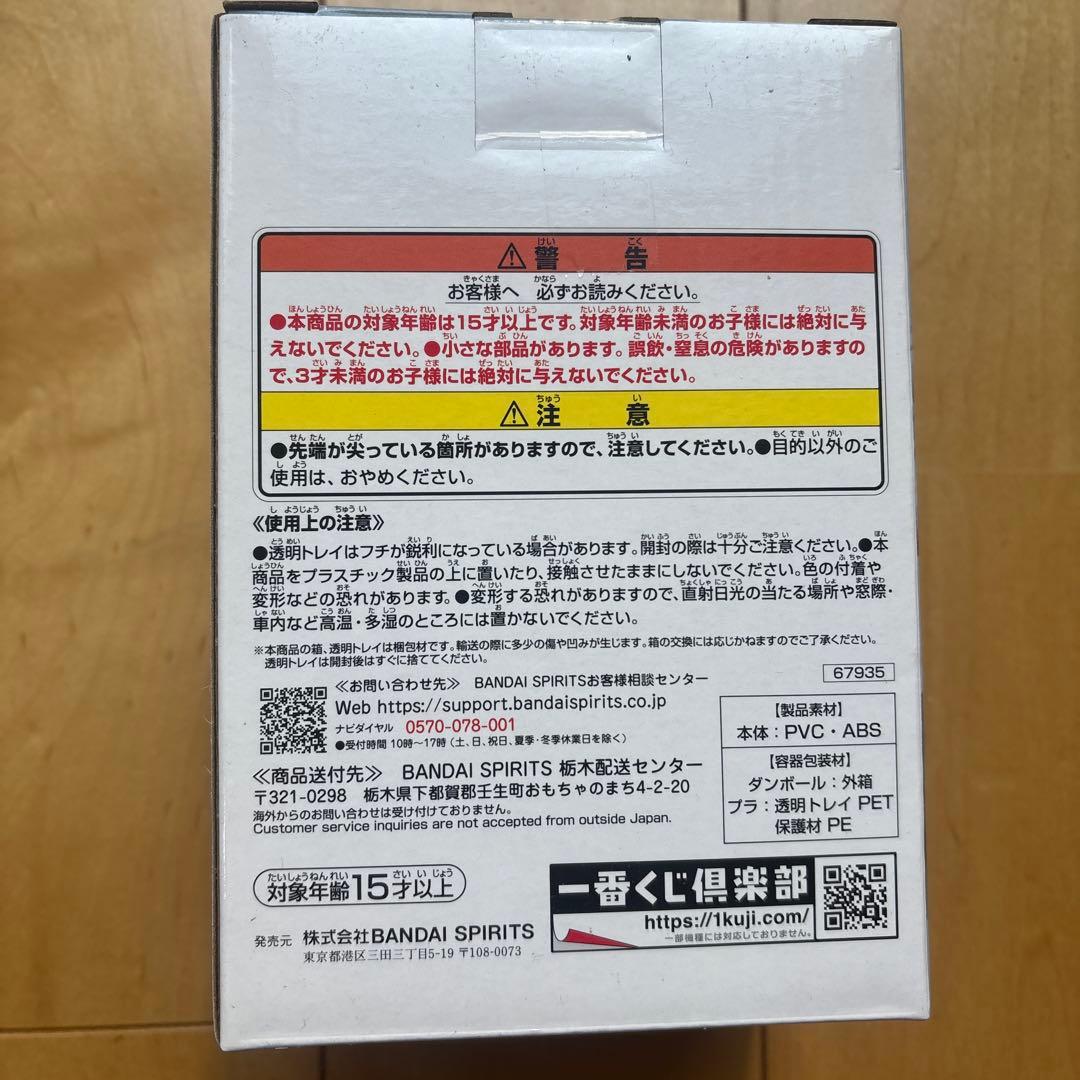 ⚠警告
お客様へ 必ずお読みください。
●本商品の対象年齢は15才以上です。対象年齢未満のお子様には絶対に与
えないでください。●小さな部品があります。誤飲・窒息の危険がありますの
で、3才未満のお子様には絶対に与えないでください。
⚠注意
●先端が尖っている箇所がありますので、注意してください。●目的以外のご
使用は、おやめください。
《使用上の注意》
●透明トレイはフチが鋭利になっている場合があります。開封の際は十分ご注意ください。●本
商品をプラスチック製品の上に置いたり、接触させたままにしないでください。色の付着や
変形などの恐れがあります。●変形する恐れがありますので、直射日光の当たる場所や窓際・
車内など高温・多湿のところには置かないでください。
※本商品の箱、透明トレイは梱包材です。輸送の際に多少の傷や凹みが生じます。箱の交換には応じかねますのでご了承ください。
透明トレイは開封後はすぐに捨ててください。
67935
≪お問い合わせ先≫ BANDAI SPIRITSお客様相談センター
Web https://support.bandaispirits.co.jp
ナビダイヤル 0570-078-001
●受付時間 10時〜17時（土、日、祝日、夏季・冬季休業日を除く）
≪商品送付先≫ BANDAI SPIRITS 栃木配送センター
〒321-0298 栃木県下都賀郡壬生町おもちゃのまち4-2-20
海外からのお問い合わせは受け付けておりません。
Customer service inquiries are not accepted from outside Japan.
【製品素材】
本体：PVC・ABS
【容器包装材】
ダンボール：外箱
プラ：透明トレイ PET
保護材 PE
対象年齢15才以上
発売元 株式会社BANDAI SPIRITS
東京都港区三田三丁目5-19 〒108-0073
一番くじ倶楽部
https://1kuji.com/
一部機種には対応しておりません。